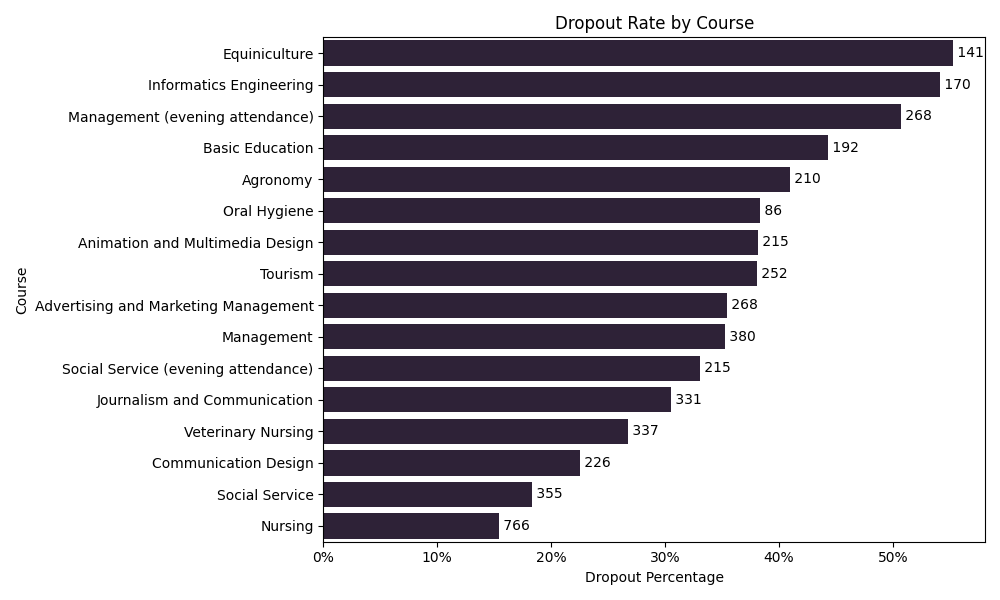 Dropout Rate by Course
Equiniculture 141
Informatics Engineering 170
Management (evening attendance) 268
Basic Education 192
Agronomy 210
Oral Hygiene 86
Animation and Multimedia Design 215
Tourism 252
Advertising and Marketing Management 268
Management 380
Social Service (evening attendance) 215
Journalism and Communication 331
Veterinary Nursing 337
Communication Design 226
Social Service 355
Nursing 766
Course
0% 10% 20% 30% 40% 50%
Dropout Percentage